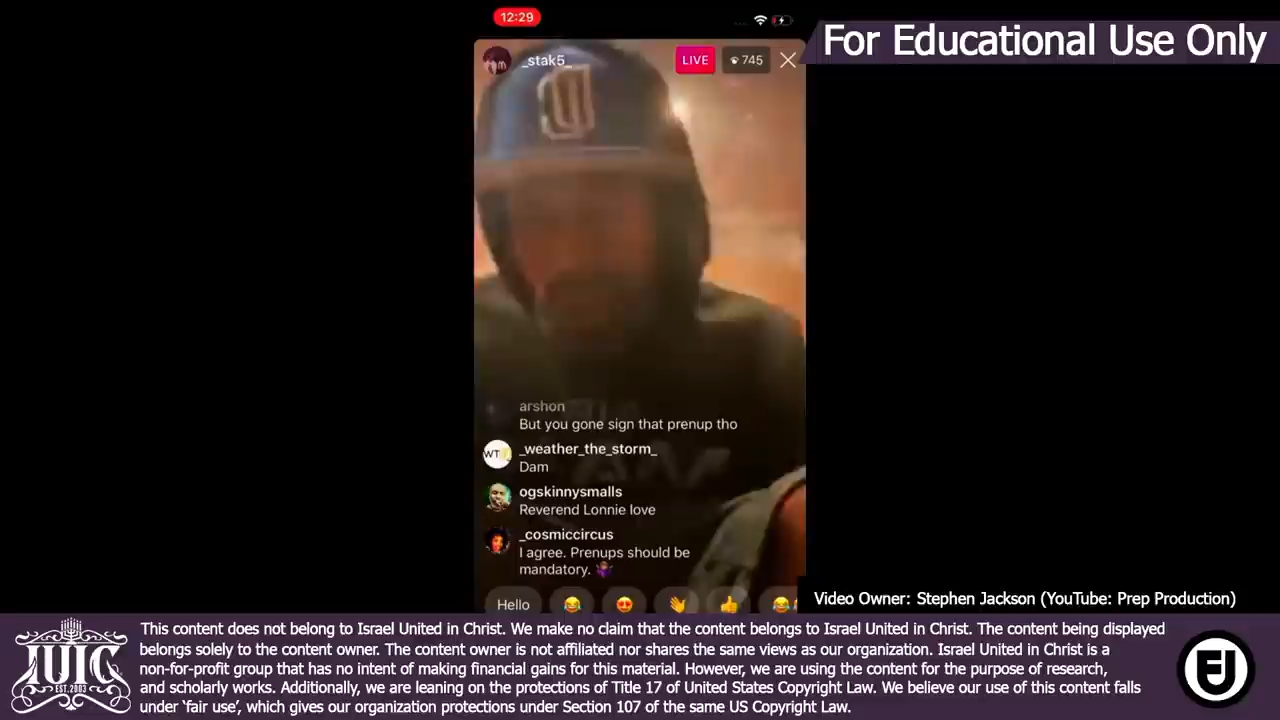 12:29
For Educational Use Only
_stak5_
LIVE
745
arshon
But you gone sign that prenup tho
_weather_the_storm_
WT
Dam
ogskinnysmalls
Reverend Lonnie love
_cosmiccircus
I agree. Prenups should be
mandatory. 🤷🏾‍♀️
Hello
Video Owner: Stephen Jackson (YouTube: Prep Production)
This content does not belong to Israel United in Christ. We make no claim that the content belongs to Israel United in Christ. The content being displayed
belongs solely to the content owner. The content owner is not affiliated nor shares the same views as our organization. Israel United in Christ is a
non-for-profit group that has no intent of making financial gains for this material. However, we are using the content for the purpose of research,
and scholarly works. Additionally, we are leaning on the protections of Title 17 of United States Copyright Law. We believe our use of this content falls
under 'fair use', which gives our organization protections under Section 107 of the same US Copyright Law.
IUIC
EST. 2003